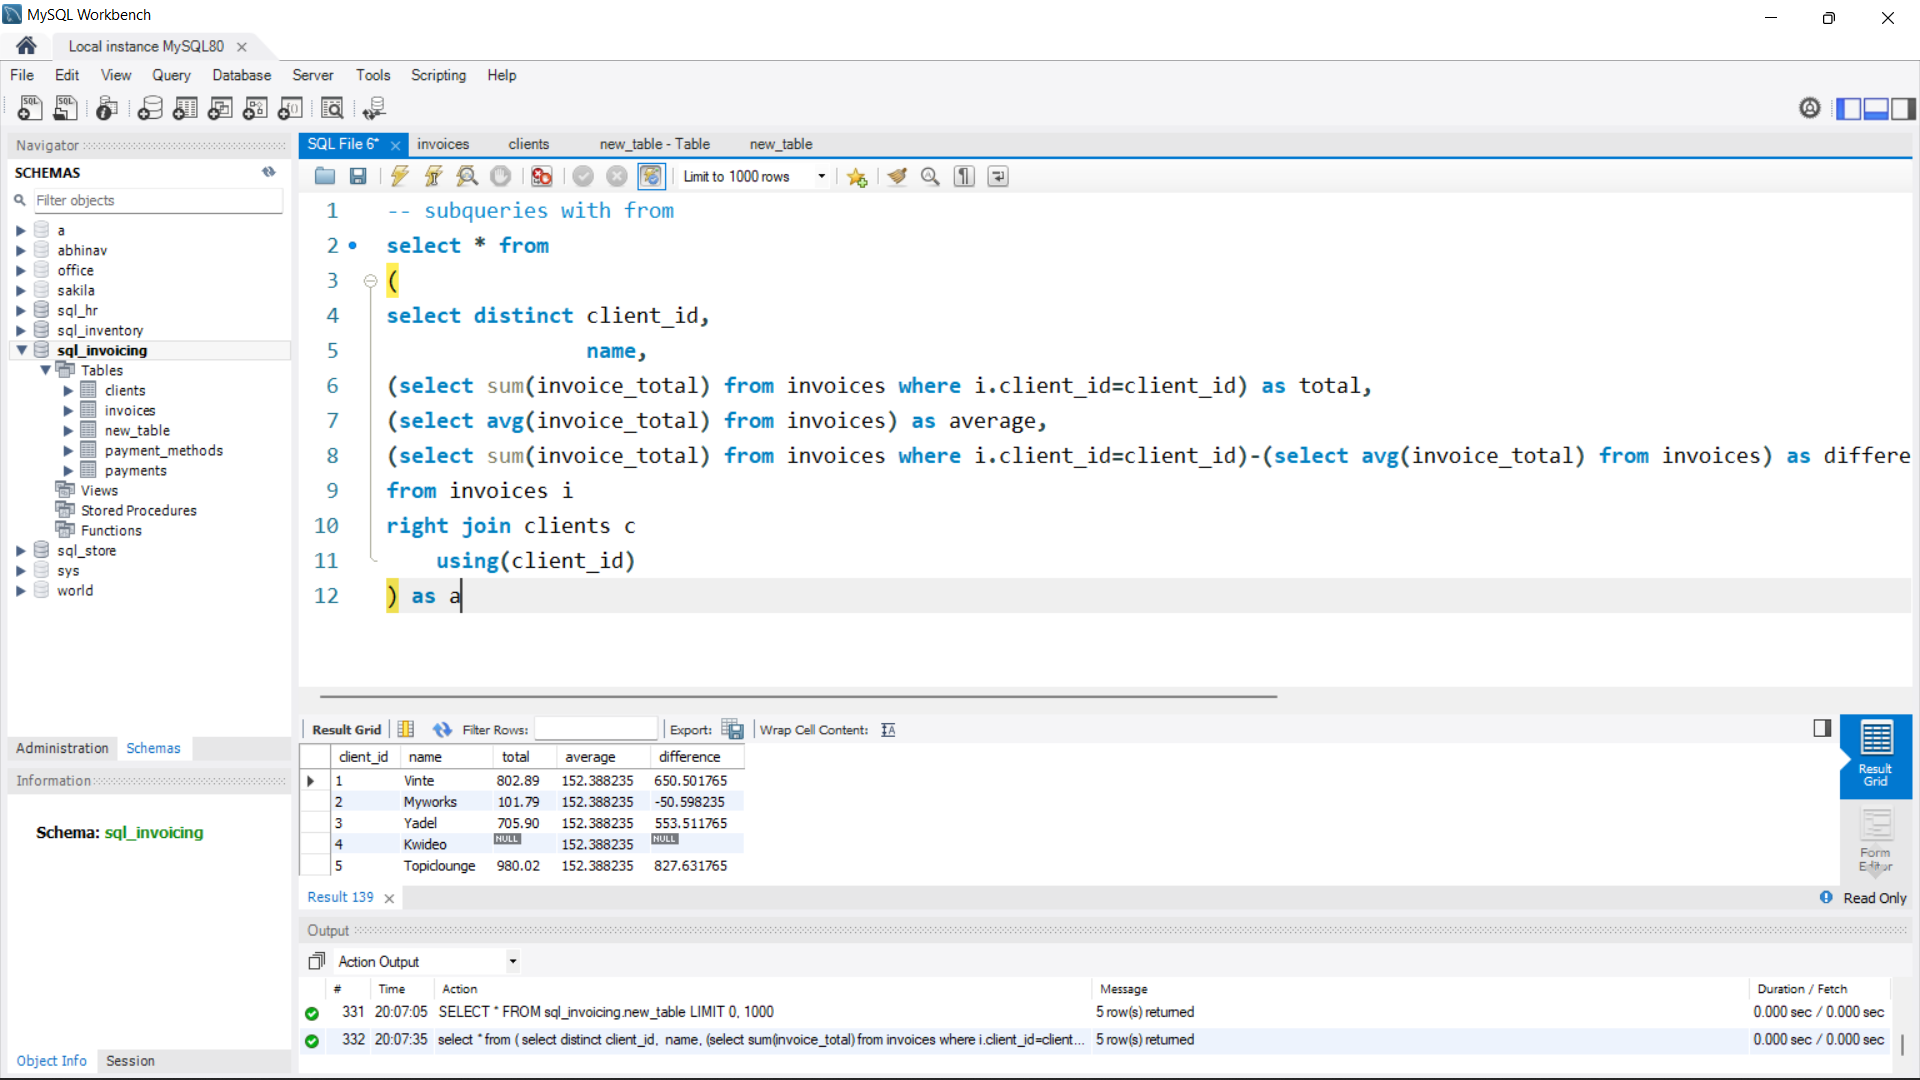 MySQL Workbench
Local instance MySQL80
File Edit View Query Database Server Tools Scripting Help
Navigator
SCHEMAS
Filter objects
a
abhinav
office
sakila
sql_hr
sql_inventory
sql_invoicing
Tables
clients
invoices
new_table
payment_methods
payments
Views
Stored Procedures
Functions
sql_store
sys
world
Administration Schemas
Information
Schema: sql_invoicing
Object Info Session
SQL File 6* invoices clients new_table - Table new_table
Limit to 1000 rows
1 -- subqueries with from
2 select * from
3 (
4 select distinct client_id,
5 name,
6 (select sum(invoice_total) from invoices where i.client_id=client_id) as total,
7 (select avg(invoice_total) from invoices) as average,
8 (select sum(invoice_total) from invoices where i.client_id=client_id)-(select avg(invoice_total) from invoices) as differe
9 from invoices i
10 right join clients c
11 using(client_id)
12 ) as a
Result Grid Filter Rows: Export: Wrap Cell Content:
client_id name total average difference
1 Vinte 802.89 152.388235 650.501765
2 Myworks 101.79 152.388235 -50.598235
3 Yadel 705.90 152.388235 553.511765
4 Kwideo NULL 152.388235 NULL
5 Topiclounge 980.02 152.388235 827.631765
Result Grid
Form Editor
Result 139
Read Only
Output
Action Output
# Time Action Message Duration / Fetch
331 20:07:05 SELECT * FROM sql_invoicing.new_table LIMIT 0, 1000 5 row(s) returned 0.000 sec / 0.000 sec
332 20:07:35 select * from ( select distinct client_id, name, (select sum(invoice_total) from invoices where i.client_id=client... 5 row(s) returned 0.000 sec / 0.000 sec